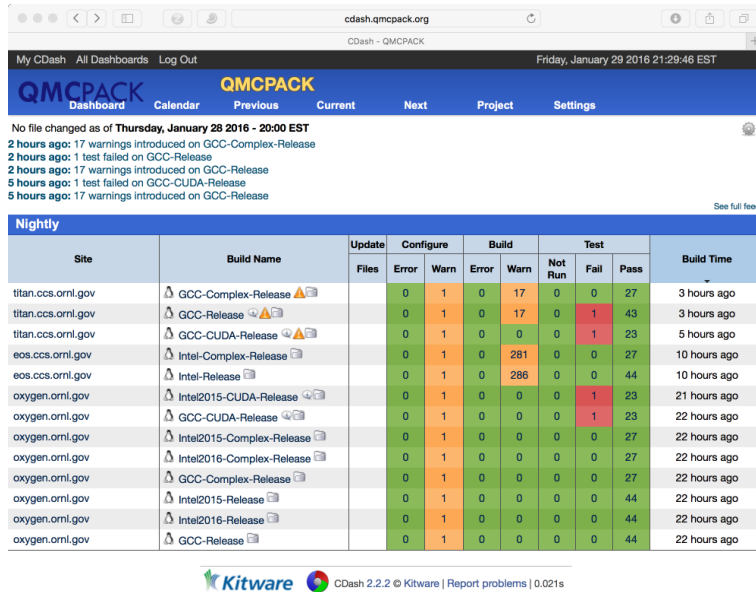 cdash.qmcpack.org
CDash - QMCPACK
My CDash All Dashboards Log Out Friday, January 29 2016 21:29:46 EST
QMCPACK QMCPACK
Dashboard Calendar Previous Current Next Project Settings
No file changed as of Thursday, January 28 2016 - 20:00 EST
2 hours ago: 17 warnings introduced on GCC-Complex-Release
2 hours ago: 1 test failed on GCC-Release
2 hours ago: 17 warnings introduced on GCC-Release
5 hours ago: 1 test failed on GCC-CUDA-Release
5 hours ago: 17 warnings introduced on GCC-Release
See full fee
Nightly
Site Build Name Update Configure Build Test Build Time
Files Error Warn Error Warn Not Run Fail Pass
titan.ccs.ornl.gov GCC-Complex-Release 0 1 0 17 0 0 27 3 hours ago
titan.ccs.ornl.gov GCC-Release 0 1 0 17 0 1 43 3 hours ago
titan.ccs.ornl.gov GCC-CUDA-Release 0 1 0 0 0 1 23 5 hours ago
eos.ccs.ornl.gov Intel-Complex-Release 0 1 0 281 0 0 27 10 hours ago
eos.ccs.ornl.gov Intel-Release 0 1 0 286 0 0 44 10 hours ago
oxygen.ornl.gov Intel2015-CUDA-Release 0 1 0 0 0 1 23 21 hours ago
oxygen.ornl.gov GCC-CUDA-Release 0 1 0 0 0 1 23 22 hours ago
oxygen.ornl.gov Intel2015-Complex-Release 0 1 0 0 0 0 27 22 hours ago
oxygen.ornl.gov Intel2016-Complex-Release 0 1 0 0 0 0 27 22 hours ago
oxygen.ornl.gov GCC-Complex-Release 0 1 0 0 0 0 27 22 hours ago
oxygen.ornl.gov Intel2015-Release 0 1 0 0 0 0 44 22 hours ago
oxygen.ornl.gov Intel2016-Release 0 1 0 0 0 0 44 22 hours ago
oxygen.ornl.gov GCC-Release 0 1 0 0 0 0 44 22 hours ago
Kitware CDash 2.2.2 © Kitware | Report problems | 0.021s